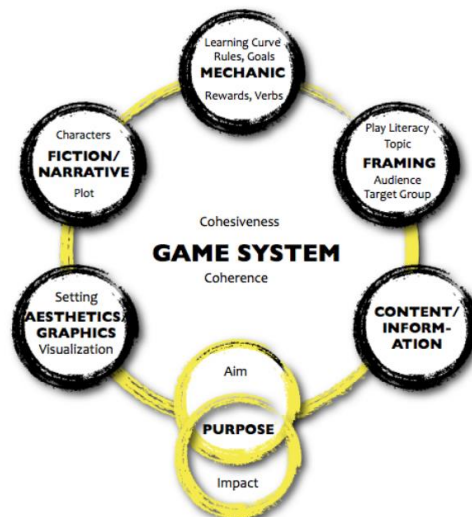 Learning Curve
Rules, Goals
MECHANIC
Rewards, Verbs
Characters
FICTION/
NARRATIVE
Plot
Play Literacy
Topic
FRAMING
Audience
Target Group
Cohesiveness
GAME SYSTEM
Coherence
Setting
AESTHETICS/
GRAPHICS
Visualization
CONTENT/
INFORM-
ATION
Aim
PURPOSE
Impact